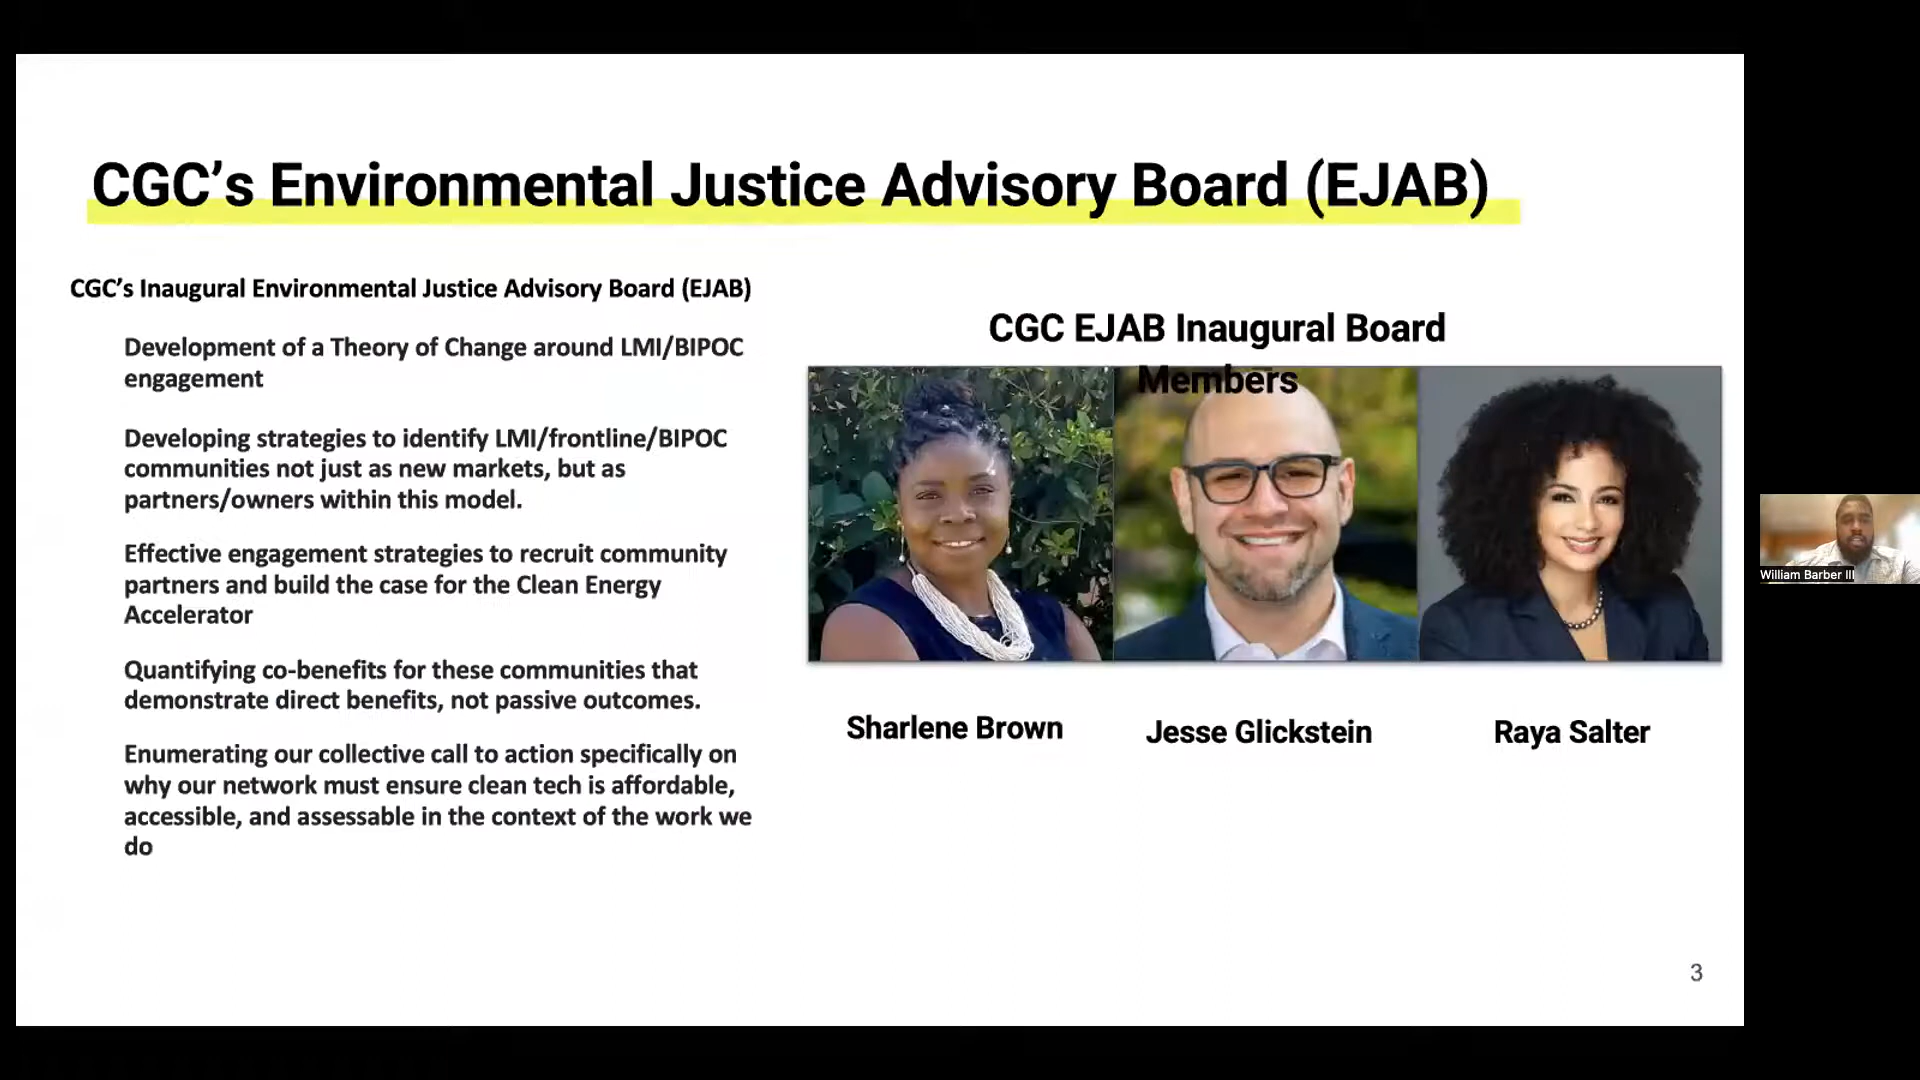 CGC’s Environmental Justice Advisory Board (EJAB)
CGC’s Inaugural Environmental Justice Advisory Board (EJAB)
Development of a Theory of Change around LMI/BIPOC
engagement
Developing strategies to identify LMI/frontline/BIPOC
communities not just as new markets, but as
partners/owners within this model.
Effective engagement strategies to recruit community
partners and build the case for the Clean Energy
Accelerator
Quantifying co-benefits for these communities that
demonstrate direct benefits, not passive outcomes.
Enumerating our collective call to action specifically on
why our network must ensure clean tech is affordable,
accessible, and assessable in the context of the work we
do
CGC EJAB Inaugural Board
Members
Sharlene Brown
Jesse Glickstein
Raya Salter
3
William Barber III